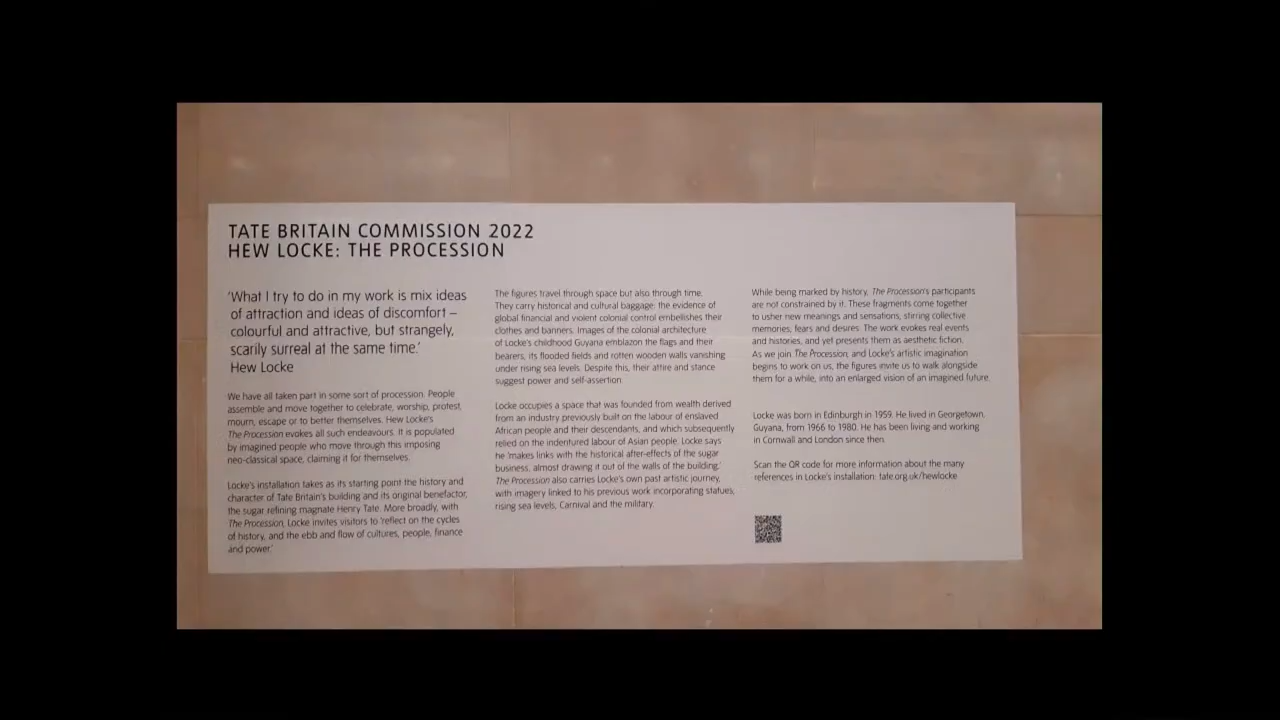 TATE BRITAIN COMMISSION 2022
HEW LOCKE: THE PROCESSION
'What I try to do in my work is mix ideas
of attraction and ideas of discomfort –
colourful and attractive, but strangely,
scarily surreal at the same time.'
Hew Locke
We have all taken part in some sort of procession. People
assemble and move together to celebrate, worship, protest,
mourn, escape or to better themselves. Hew Locke's
The Procession evokes all such endeavours. It is populated
by imagined people who move through this imposing
neo-classical space, claiming it for themselves.
Locke's installation takes as its starting point the history and
character of Tate Britain's building and its original benefactor,
the sugar refining magnate Henry Tate. More broadly, with
The Procession, Locke invites visitors to 'reflect on the cycles
of history, and the ebb and flow of cultures, people, finance
and power.'
The figures travel through space but also through time.
They carry historical and cultural baggage: the evidence of
global financial and violent colonial control embellishes their
clothes and banners. Images of the colonial architecture
of Locke's childhood Guyana emblazon the flags and their
bearers, its flooded fields and rotten wooden walls vanishing
under rising sea levels. Despite this, their attire and stance
suggest power and self-assertion.
Locke occupies a space that was founded from wealth derived
from an industry previously built on the labour of enslaved
African people and their descendants, and which subsequently
relied on the indentured labour of Asian people. Locke says
he 'makes links with the historical after-effects of the sugar
business, almost drawing it out of the walls of the building.'
The Procession also carries Locke's own past artistic journey,
with imagery linked to his previous work incorporating statues,
rising sea levels, Carnival and the military.
While being marked by history, The Procession's participants
are not constrained by it. These fragments come together
to usher new meanings and sensations, stirring collective
memories, fears and desires. The work evokes real events
and histories, and yet presents them as aesthetic fiction.
As we join The Procession, and Locke's artistic imagination
begins to work on us, the figures invite us to walk alongside
them for a while, into an enlarged vision of an imagined future.
Locke was born in Edinburgh in 1959. He lived in Georgetown,
Guyana, from 1966 to 1980. He has been living and working
in Cornwall and London since then.
Scan the QR code for more information about the many
references in Locke's installation: tate.org.uk/hewlocke